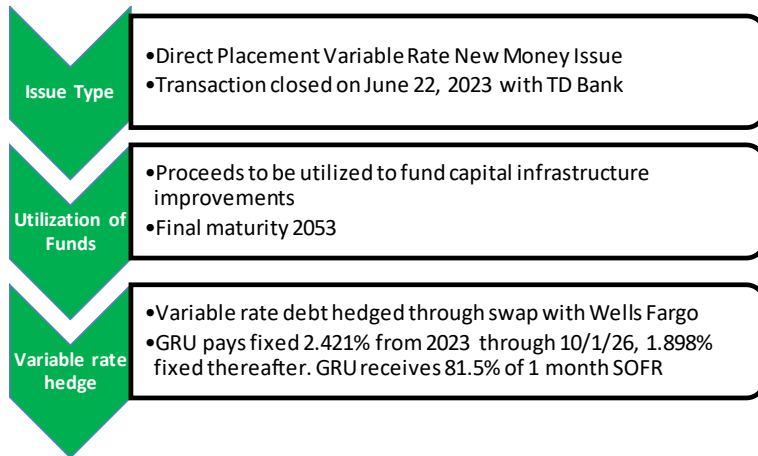 Issue Type
•Direct Placement Variable Rate New Money Issue
•Transaction closed on June 22, 2023 with TD Bank
Utilization of
Funds
•Proceeds to be utilized to fund capital infrastructure
improvements
•Final maturity 2053
Variable rate
hedge
•Variable rate debt hedged through swap with Wells Fargo
•GRU pays fixed 2.421% from 2023 through 10/1/26, 1.898%
fixed thereafter. GRU receives 81.5% of 1 month SOFR